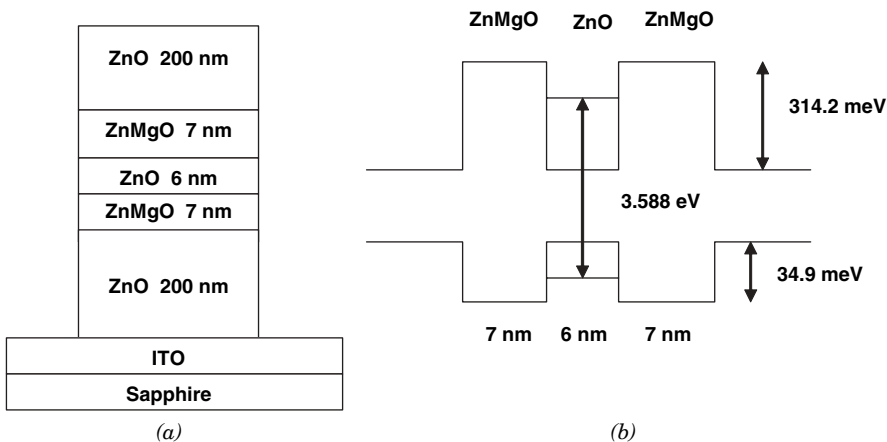 ZnO 200 nm
ZnMgO 7 nm
ZnO 6 nm
ZnMgO 7 nm
ZnO 200 nm
ITO
Sapphire
(a)
ZnMgO ZnO ZnMgO
314.2 meV
3.588 eV
34.9 meV
7 nm 6 nm 7 nm
(b)